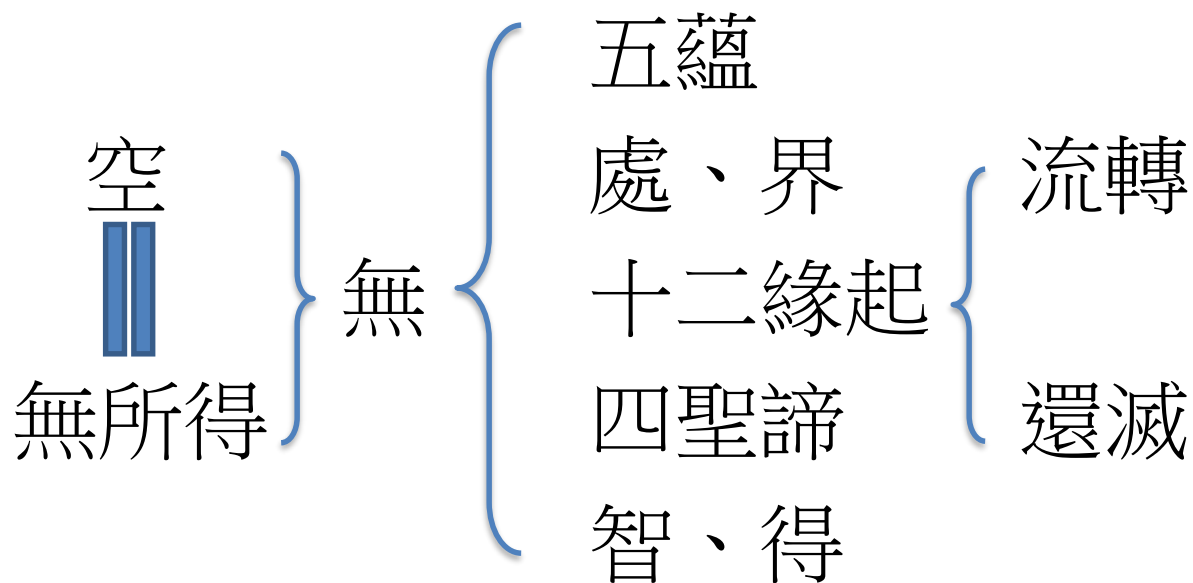 空
無所得
無
五蘊
處、界
十二緣起
四聖諦
智、得
流轉
還滅